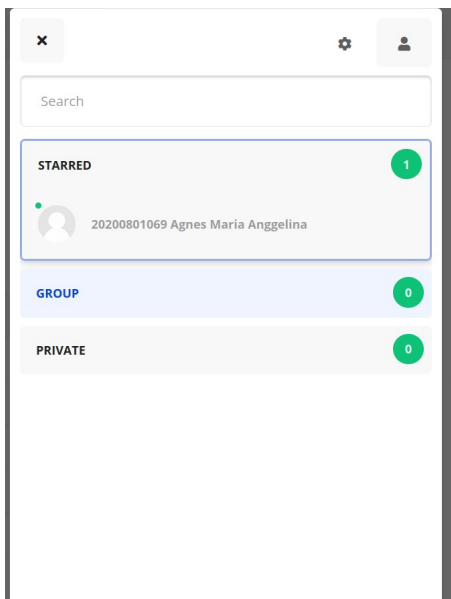 Search
STARRED
1
20200801069 Agnes Maria Anggelina
GROUP
0
PRIVATE
0